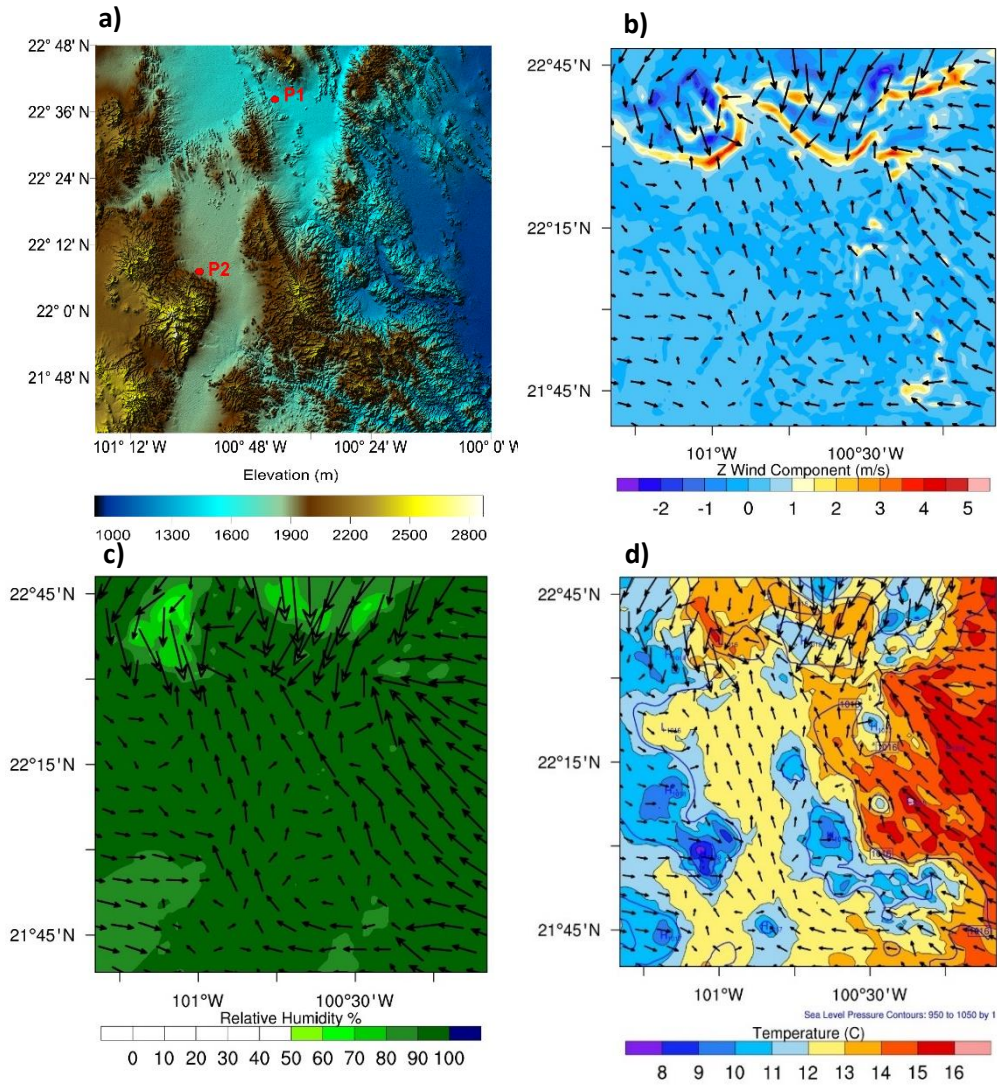 a)
22° 48' N
22° 36' N
22° 24' N
22° 12' N
22° 0' N
21° 48' N
P1
P2
101° 12' W 100° 48' W 100° 24' W 100° 0' W
Elevation (m)
1000 1300 1600 1900 2200 2500 2800
b)
22°45'N
22°15'N
21°45'N
101°W 100°30'W
Z Wind Component (m/s)
-2 -1 0 1 2 3 4 5
c)
22°45'N
22°15'N
21°45'N
101°W 100°30'W
Relative Humidity %
0 10 20 30 40 50 60 70 80 90 100
d)
22°45'N
22°15'N
21°45'N
1016
1016
1016
101°W 100°30'W
Sea Level Pressure Contours: 950 to 1050 by 1
Temperature (C)
8 9 10 11 12 13 14 15 16